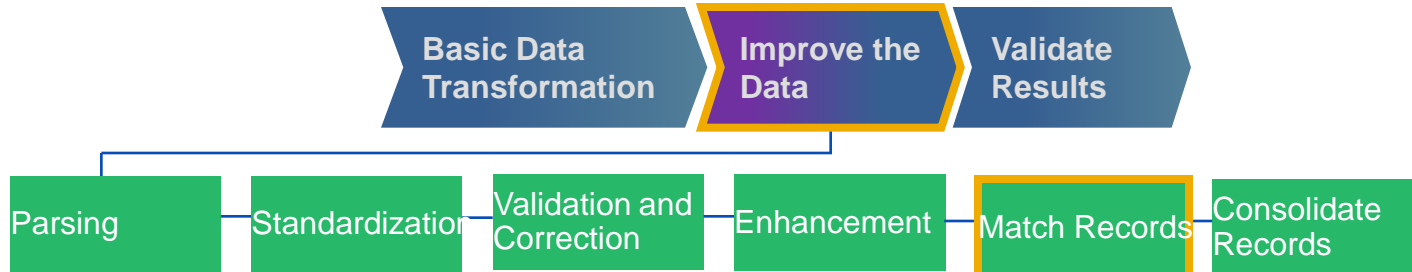 Basic Data
Transformation
Improve the
Data
Validate
Results
Parsing
Standardization
Validation and
Correction
Enhancement
Match Records
Consolidate
Records